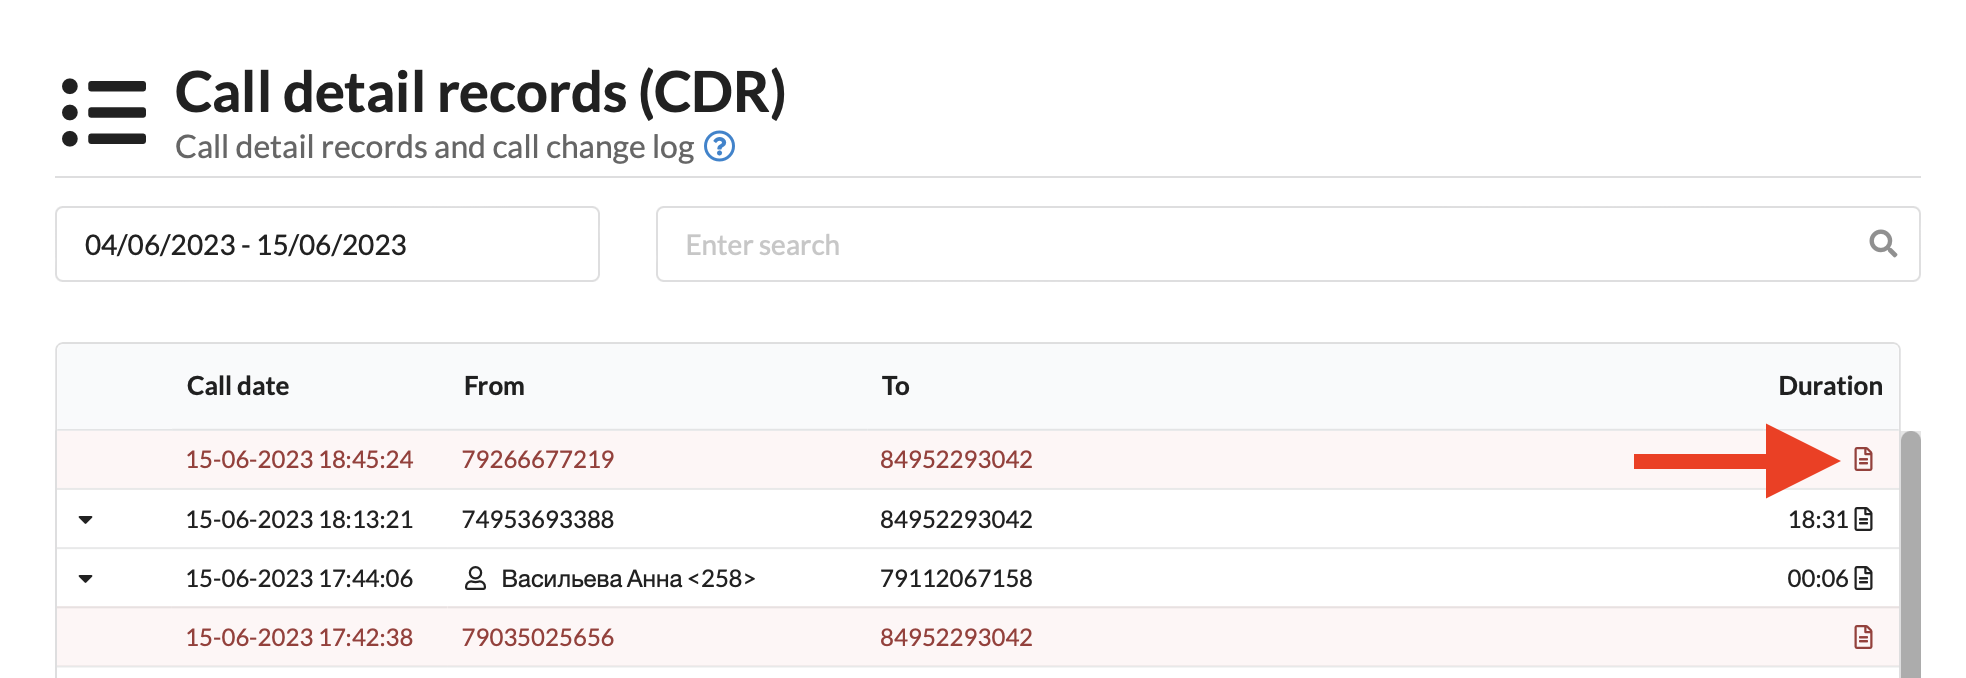 Call detail records (CDR)
Call detail records and call change log
04/06/2023 - 15/06/2023
Enter search
Call date From To Duration
15-06-2023 18:45:24 79266677219 84952293042
15-06-2023 18:13:21 74953693388 84952293042 18:31
15-06-2023 17:44:06 Васильева Анна <258> 79112067158 00:06
15-06-2023 17:42:38 79035025656 84952293042